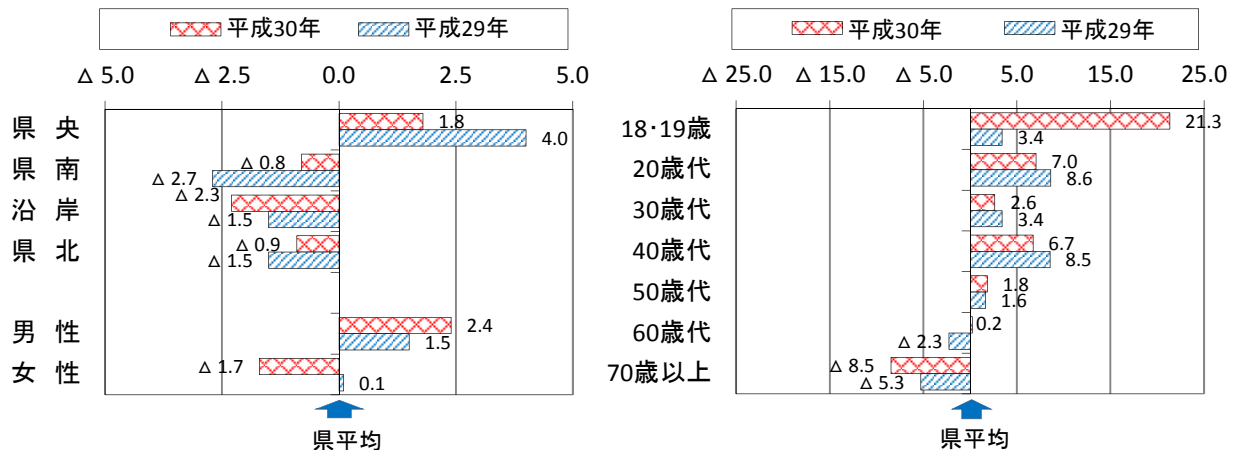 平成30年 平成29年
△ 5.0 △ 2.5 0.0 2.5 5.0
県 央 1.8
4.0
県 南 △ 0.8
△ 2.7
沿 岸 △ 2.3
△ 1.5
県 北 △ 0.9
△ 1.5
男 性 2.4
1.5
女 性 △ 1.7
0.1
県平均
平成30年 平成29年
△ 25.0 △ 15.0 △ 5.0 5.0 15.0 25.0
18･19歳 21.3
3.4
20歳代 7.0
8.6
30歳代 2.6
3.4
40歳代 6.7
8.5
50歳代 1.8
1.6
60歳代 0.2
△ 2.3
70歳以上 △ 8.5
△ 5.3
県平均